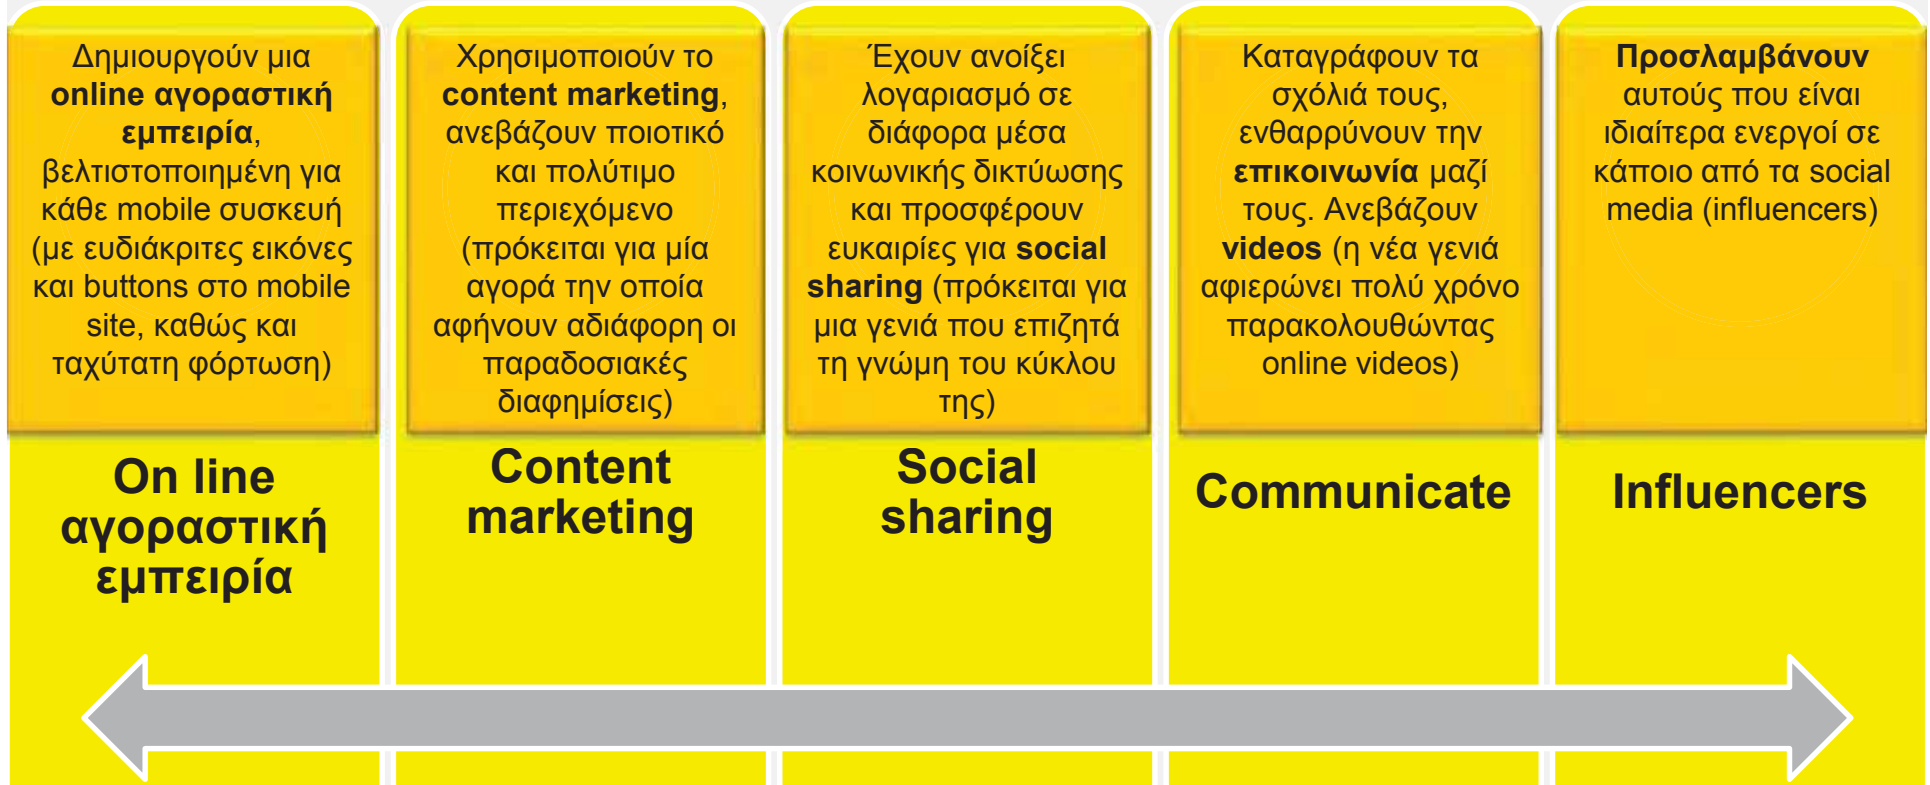 Δημιουργούν μια
online αγοραστική
εμπειρία,
βελτιστοποιημένη για
κάθε mobile συσκευή
(με ευδιάκριτες εικόνες
και buttons στο mobile
site, καθώς και
ταχύτατη φόρτωση)
On line
αγοραστική
εμπειρία
Χρησιμοποιούν το
content marketing,
ανεβάζουν ποιοτικό
και πολύτιμο
περιεχόμενο
(πρόκειται για μία
αγορά την οποία
αφήνουν αδιάφορη οι
παραδοσιακές
διαφημίσεις)
Content
marketing
Έχουν ανοίξει
λογαριασμό σε
διάφορα μέσα
κοινωνικής δικτύωσης
και προσφέρουν
ευκαιρίες για social
sharing (πρόκειται για
μια γενιά που επιζητά
τη γνώμη του κύκλου
της)
Social
sharing
Καταγράφουν τα
σχόλιά τους,
ενθαρρύνουν την
επικοινωνία μαζί
τους. Ανεβάζουν
videos (η νέα γενιά
αφιερώνει πολύ χρόνο
παρακολουθώντας
online videos)
Communicate
Προσλαμβάνουν
αυτούς που είναι
ιδιαίτερα ενεργοί σε
κάποιο από τα social
media (influencers)
Influencers